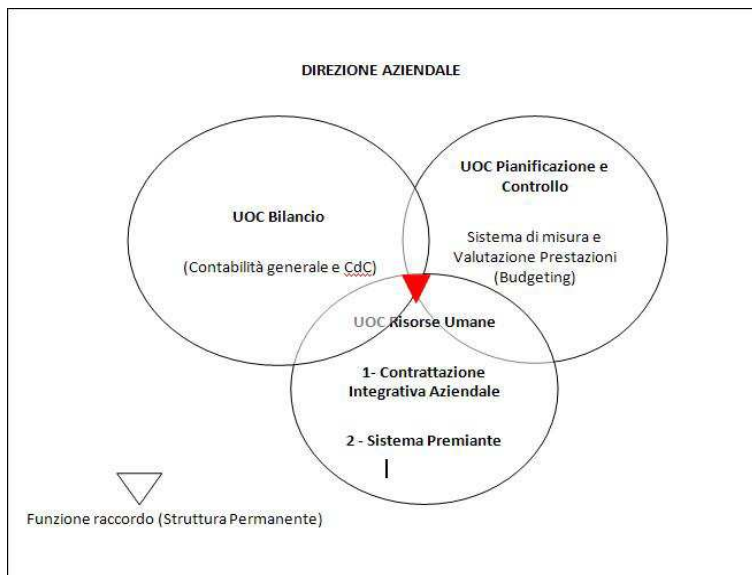 DIREZIONE AZIENDALE
UOC Bilancio
(Contabilità generale e CdC)
UOC Pianificazione e
Controllo
Sistema di misura e
Valutazione Prestazioni
(Budgeting)
UOC Risorse Umane
1- Contrattazione
Integrativa Aziendale
2 - Sistema Premiante
Funzione raccordo (Struttura Permanente)